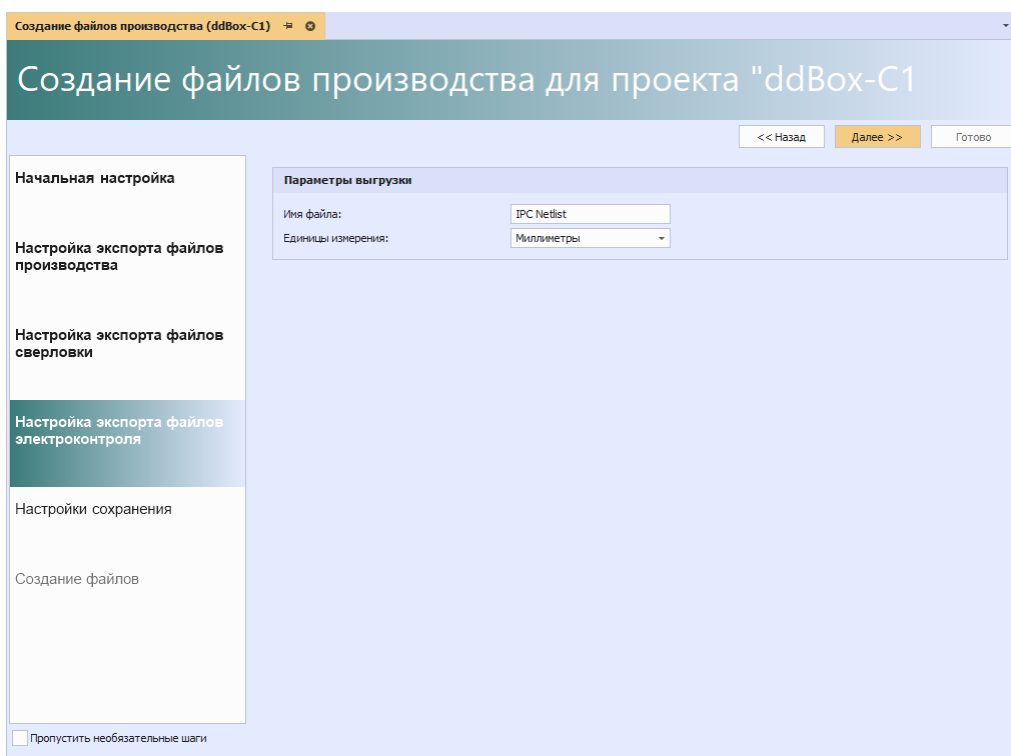 Создание файлов производства (ddBox-C1)
Создание файлов производства для проекта "ddBox-C1
<< Назад
Далее >>
Готово
Начальная настройка
Настройка экспорта файлов
производства
Настройка экспорта файлов
сверловки
Настройка экспорта файлов
электроконтроля
Настройки сохранения
Создание файлов
Параметры выгрузки
Имя файла:
IPC Netlist
Единицы измерения:
Миллиметры
Пропустить необязательные шаги